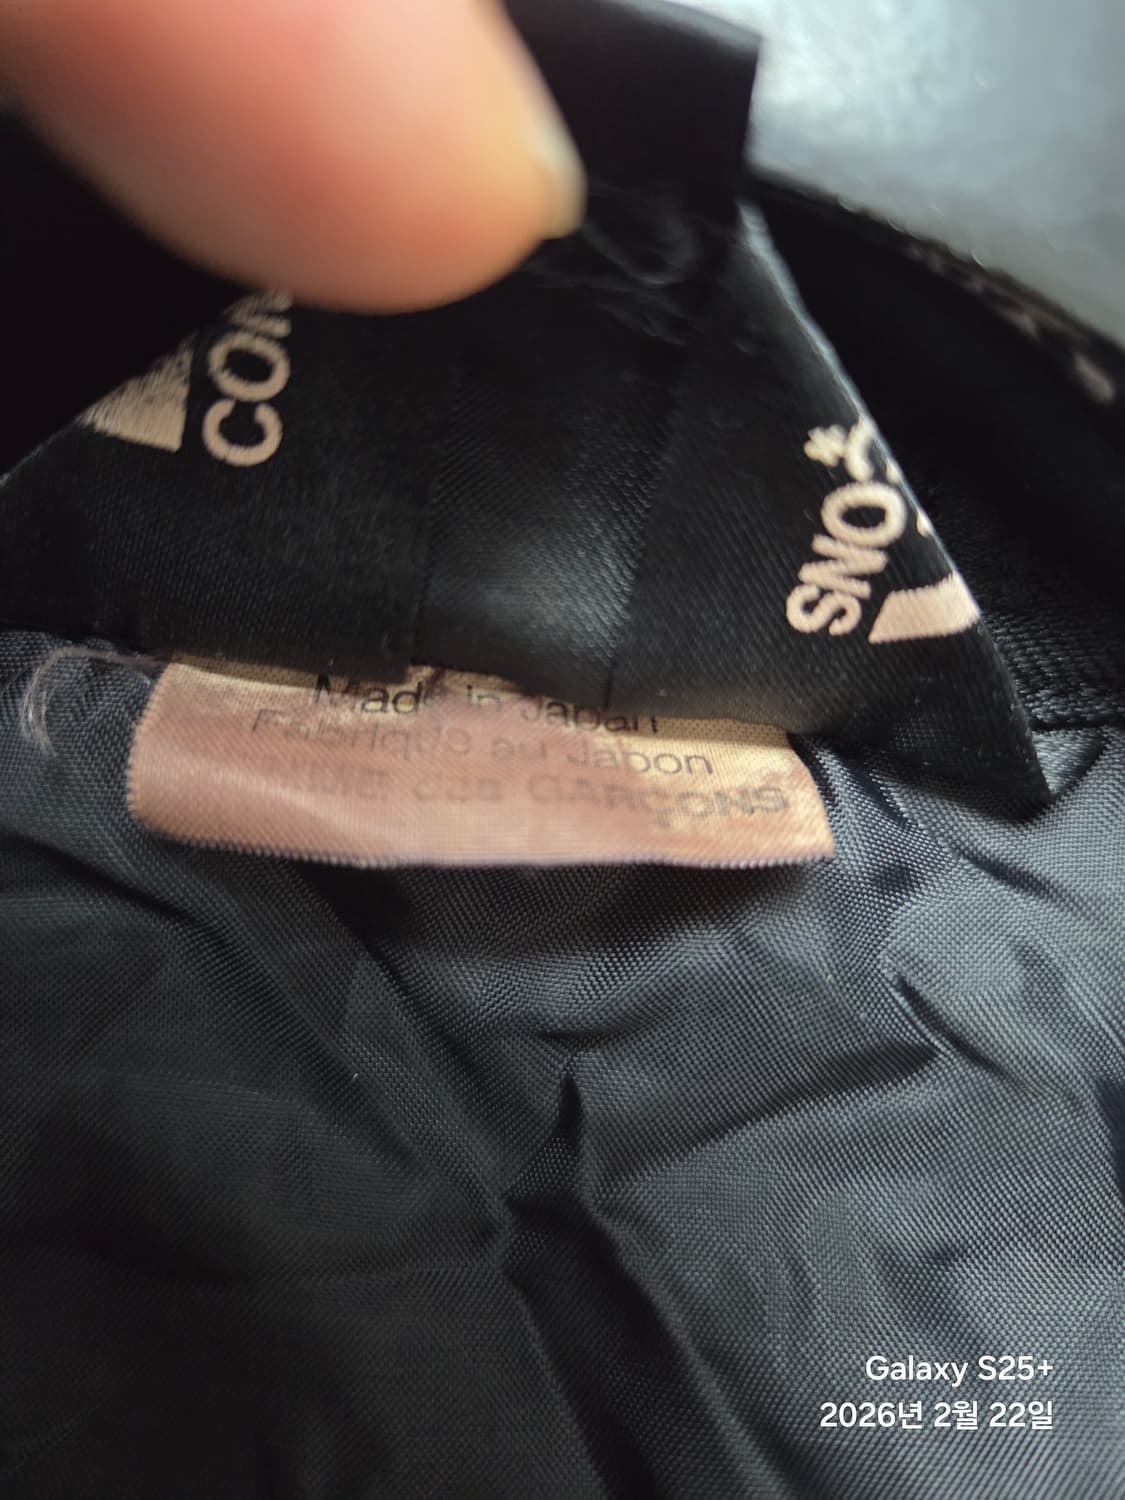 COM
SNO
Made in Japan
Fabriqué au Japon
COMME des GARÇONS
Galaxy S25+
2026년 2월 22일